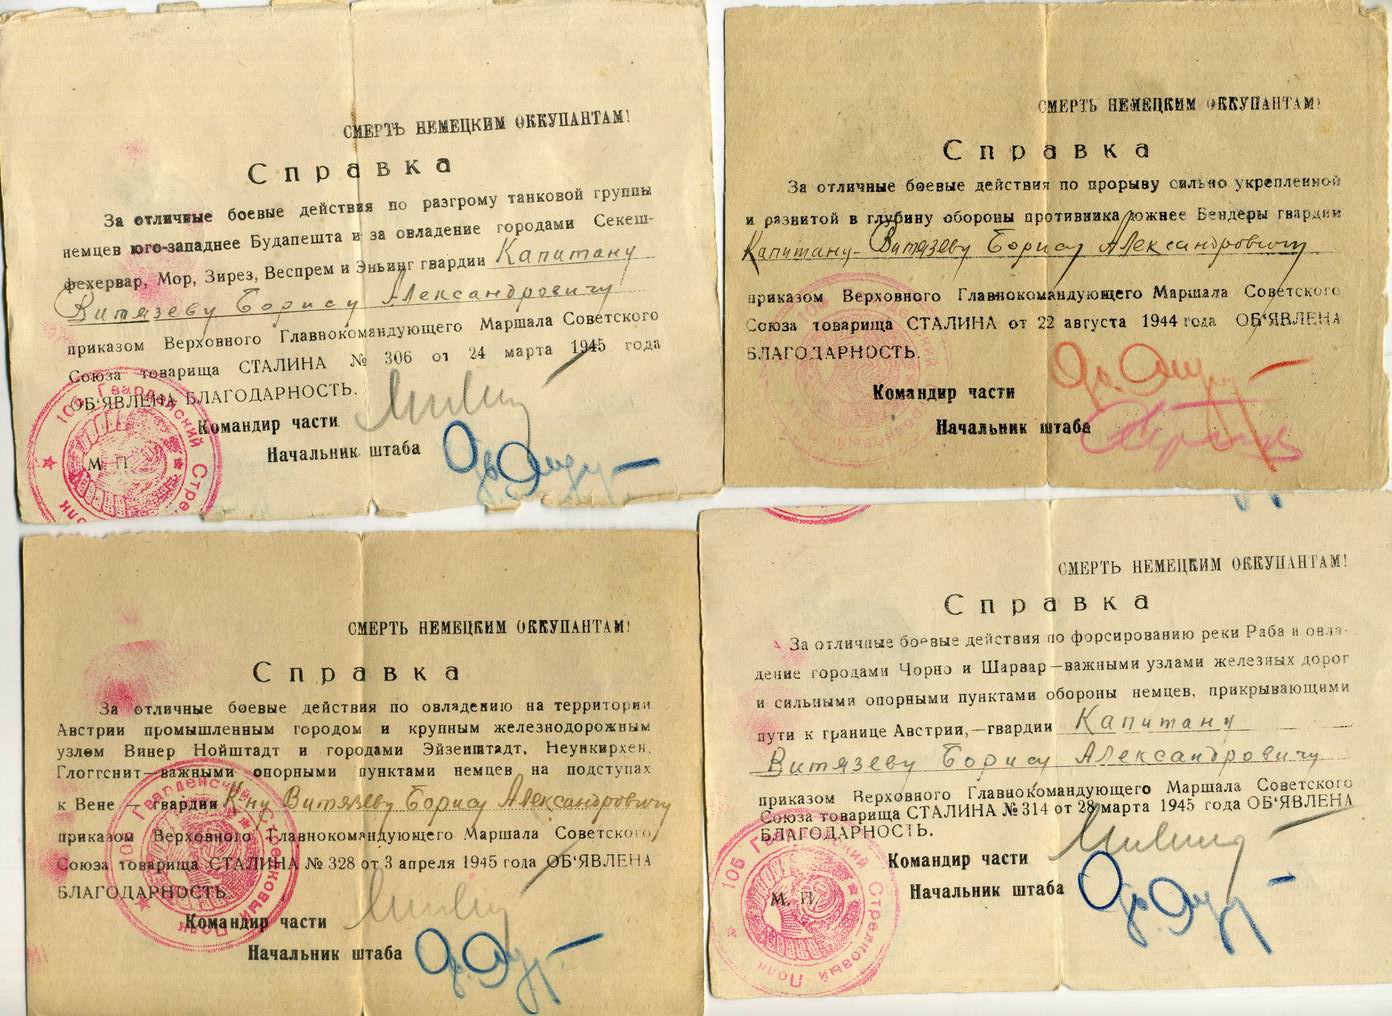 СМЕРТЬ НЕМЕЦКИМ ОККУПАНТАМ!
Справка
За отличные боевые действия по разгрому танковой группы
немцев юго-западнее Будапешта и за овладение городами Секеш-
фехервар, Мор, Зирез, Веспрем и Эньинг гвардии Капитану
Витязеву Борису Александровичу
приказом Верховного Главнокомандующего Маршала Советского
Союза товарища СТАЛИНА № 306 от 24 марта 1945 года
ОБ‘ЯВЛЕНА БЛАГОДАРНОСТЬ.
Командир части
Начальник штаба
М. П.
105 Гвардейский Стре
СМЕРТЬ НЕМЕЦКИМ ОККУПАНТАМ!
Справка
За отличные боевые действия по прорыву сильно укрепленной
и развитой в глубину обороны противника южнее Бендеры гвардии
Капитану- Витязеву Борису Александровичу
приказом Верховного Главнокомандующего Маршала Советского
Союза товарища СТАЛИНА от 22 августа 1944 года ОБ‘ЯВЛЕНА
БЛАГОДАРНОСТЬ.
Командир части
Начальник штаба
СМЕРТЬ НЕМЕЦКИМ ОККУПАНТАМ!
Справка
За отличные боевые действия по овладению на территории
Австрии промышленным городом и крупным железнодорожным
узлом Винер Нойштадт и городами Эйзенштадт, Неункирхен,
Глоггснит—важными опорными пунктами немцев на подступах
к Вене — гвардии К-ну Витязеву Борису Александровичу
приказом Верховного Главнокомандующего Маршала Советского
Союза товарища СТАЛИНА № 328 от 3 апреля 1945 года ОБ‘ЯВЛЕНА
БЛАГОДАРНОСТЬ
Командир части
Начальник штаба
105 Гвардейский Стрелковый Полк
СМЕРТЬ НЕМЕЦКИМ ОККУПАНТАМ!
Справка
За отличные боевые действия по форсированию реки Раба и овла-
дение городами Чорно и Шарвар—важными узлами железных дорог
и сильными опорными пунктами обороны немцев, прикрывающими
пути к границе Австрии,—гвардии Капитану
Витязеву Борису Александровичу
приказом Верховного Главнокомандующего Маршала Советского
Союза товарища СТАЛИНА № 314 от 28 марта 1945 года ОБ‘ЯВЛЕНА
БЛАГОДАРНОСТЬ.
Командир части
Начальник штаба
М. П.
105 Гвардейский Стрелковый Полк